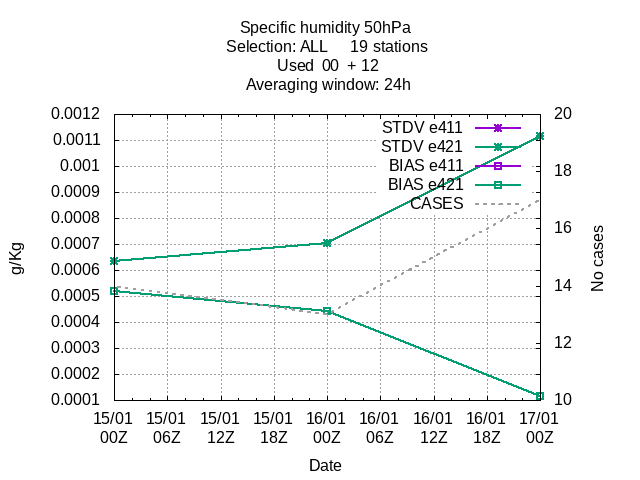 Specific humidity 50hPa
Selection: ALL 19 stations
Used 00 + 12
Averaging window: 24h
0.0012
0.0011
0.001
0.0009
0.0008
0.0007
0.0006
0.0005
0.0004
0.0003
0.0002
0.0001
g/Kg
STDV e411
STDV e421
BIAS e411
BIAS e421
CASES
20
18
16
14
12
10
No cases
15/01 15/01 15/01 15/01 16/01 16/01 16/01 16/01 17/01
00Z 06Z 12Z 18Z 00Z 06Z 12Z 18Z 00Z
Date